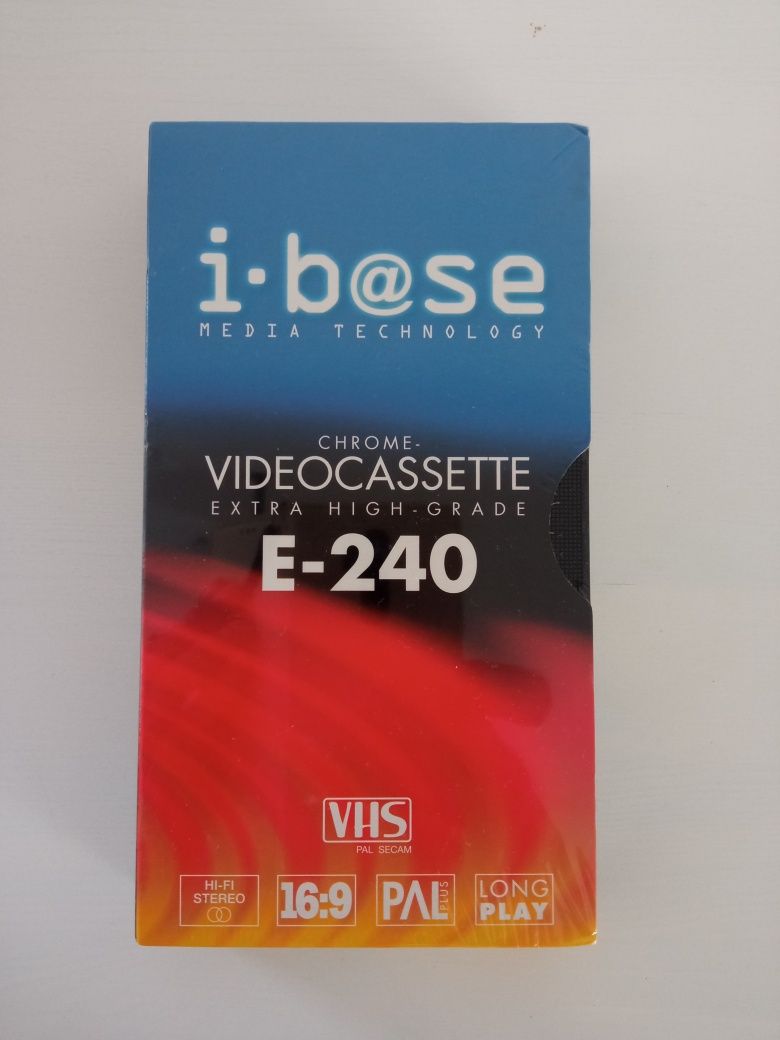 i·b@se
MEDIA TECHNOLOGY
CHROME-
VIDEOCASSETTE
EXTRA HIGH-GRADE
E-240
VHS
PAL SECAM
HI-FI
STEREO
16:9
PAL PLUS
LONG
PLAY